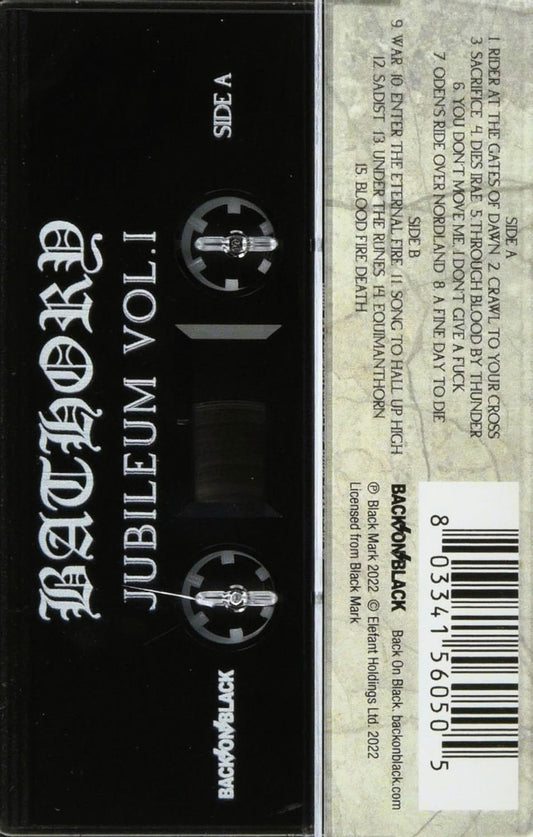 SIDE A
1 RIDER AT THE GATES OF DAWN 2 CRAWL TO YOUR CROSS
3 SACRIFICE 4 DIES IRAE 5 THROUGH BLOOD BY THUNDER
6 YOU DON'T MOVE ME, I DON'T GIVE A FUCK
7 ODENS RIDE OVER NORDLAND 8 A FINE DAY TO DIE
SIDE B
9 WAR 10 ENTER THE ETERNAL FIRE 11 SONG TO HALL UP HIGH
12 SADIST 13 UNDER THE RUNES 14 EQUIMANTHORN
15 BLOOD FIRE DEATH
8 03341 56050 5
BACK ON BLACK Back On Black. backonblack.com
℗ Black Mark 2022 © Elefant Holdings Ltd. 2022
Licensed from Black Mark
SIDE A
BACK ON BLACK
JUBILEUM VOL. I
BATHORY